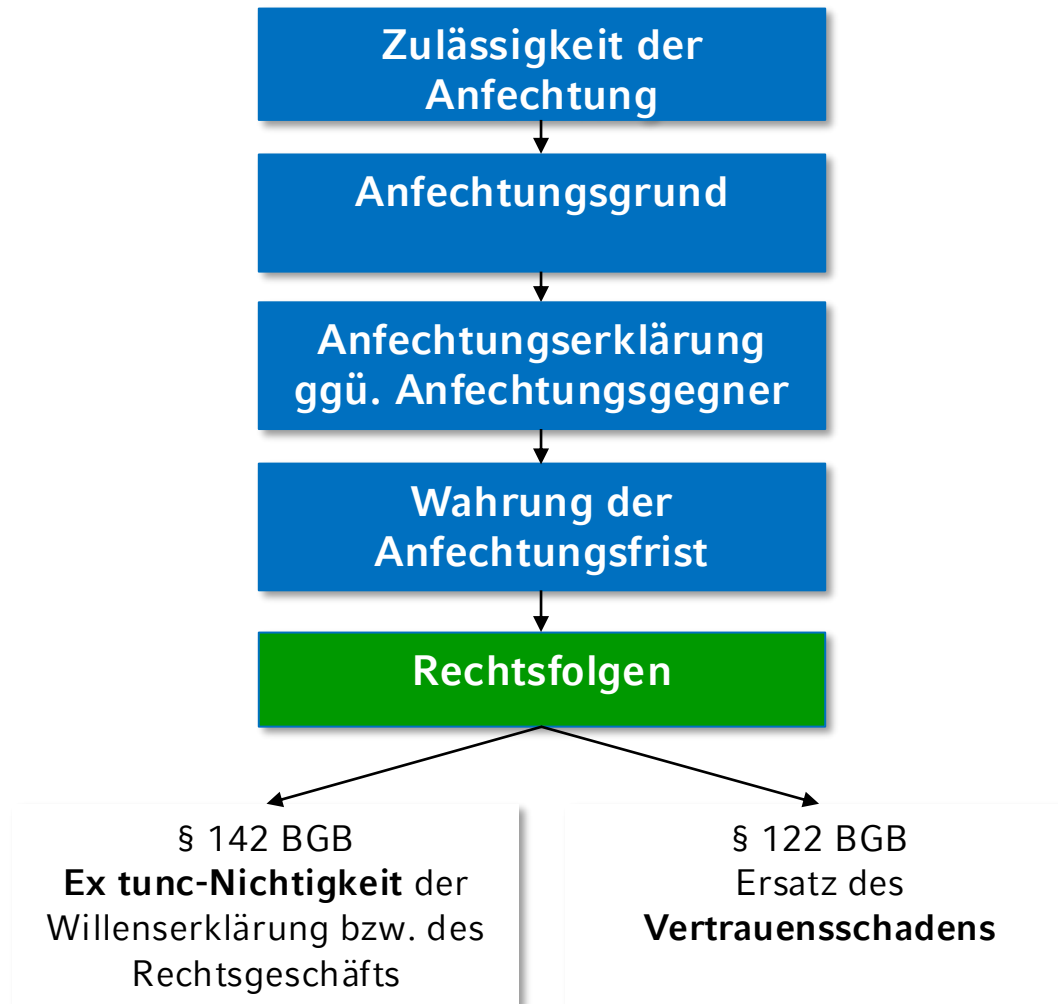 Zulässigkeit der
Anfechtung
Anfechtungsgrund
Anfechtungserklärung
ggü. Anfechtungsgegner
Wahrung der
Anfechtungsfrist
Rechtsfolgen
§ 142 BGB
Ex tunc-Nichtigkeit der
Willenserklärung bzw. des
Rechtsgeschäfts
§ 122 BGB
Ersatz des
Vertrauensschadens